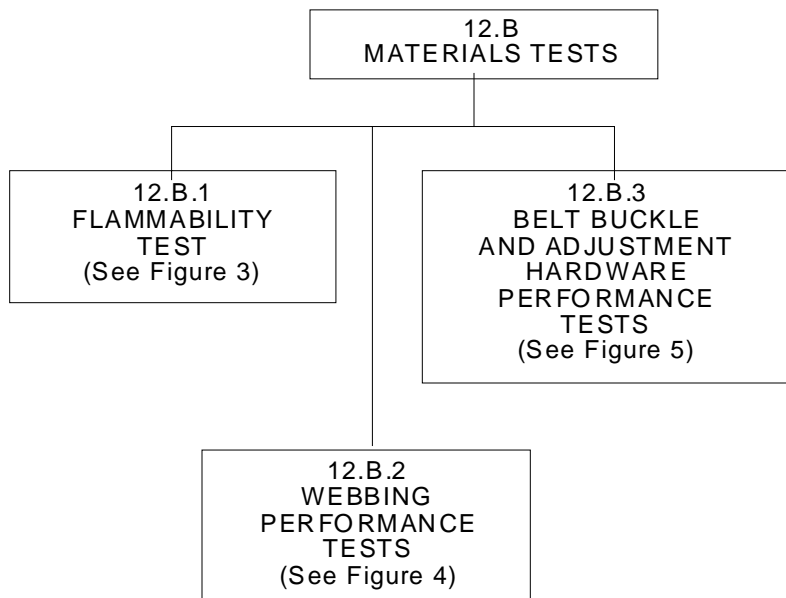 12.B
MATERIALS TESTS
12.B.1
FLAMMABILITY
TEST
(See Figure 3)
12.B.3
BELT BUCKLE
AND ADJUSTMENT
HARDWARE
PERFORMANCE
TESTS
(See Figure 5)
12.B.2
WEBBING
PERFORMANCE
TESTS
(See Figure 4)